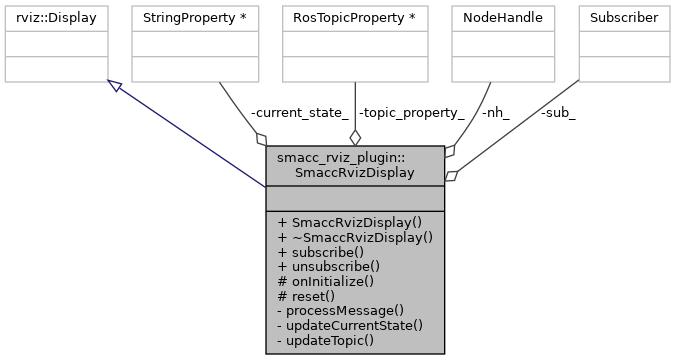 rviz::Display
StringProperty *
RosTopicProperty *
NodeHandle
Subscriber
-current_state_
-topic_property_
-nh_
-sub_
smacc_rviz_plugin::
SmaccRvizDisplay
+ SmaccRvizDisplay()
+ ~SmaccRvizDisplay()
+ subscribe()
+ unsubscribe()
# onInitialize()
# reset()
- processMessage()
- updateCurrentState()
- updateTopic()